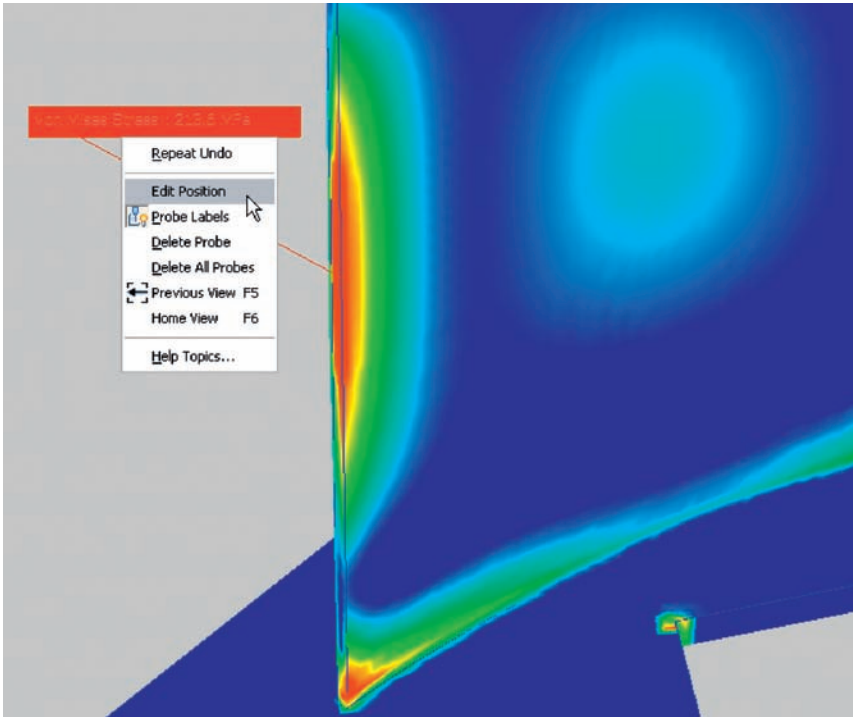 Von Mises Stress : 213,5 MPa
Repeat Undo
Edit Position
Probe Labels
Delete Probe
Delete All Probes
Previous View F5
Home View F6
Help Topics...